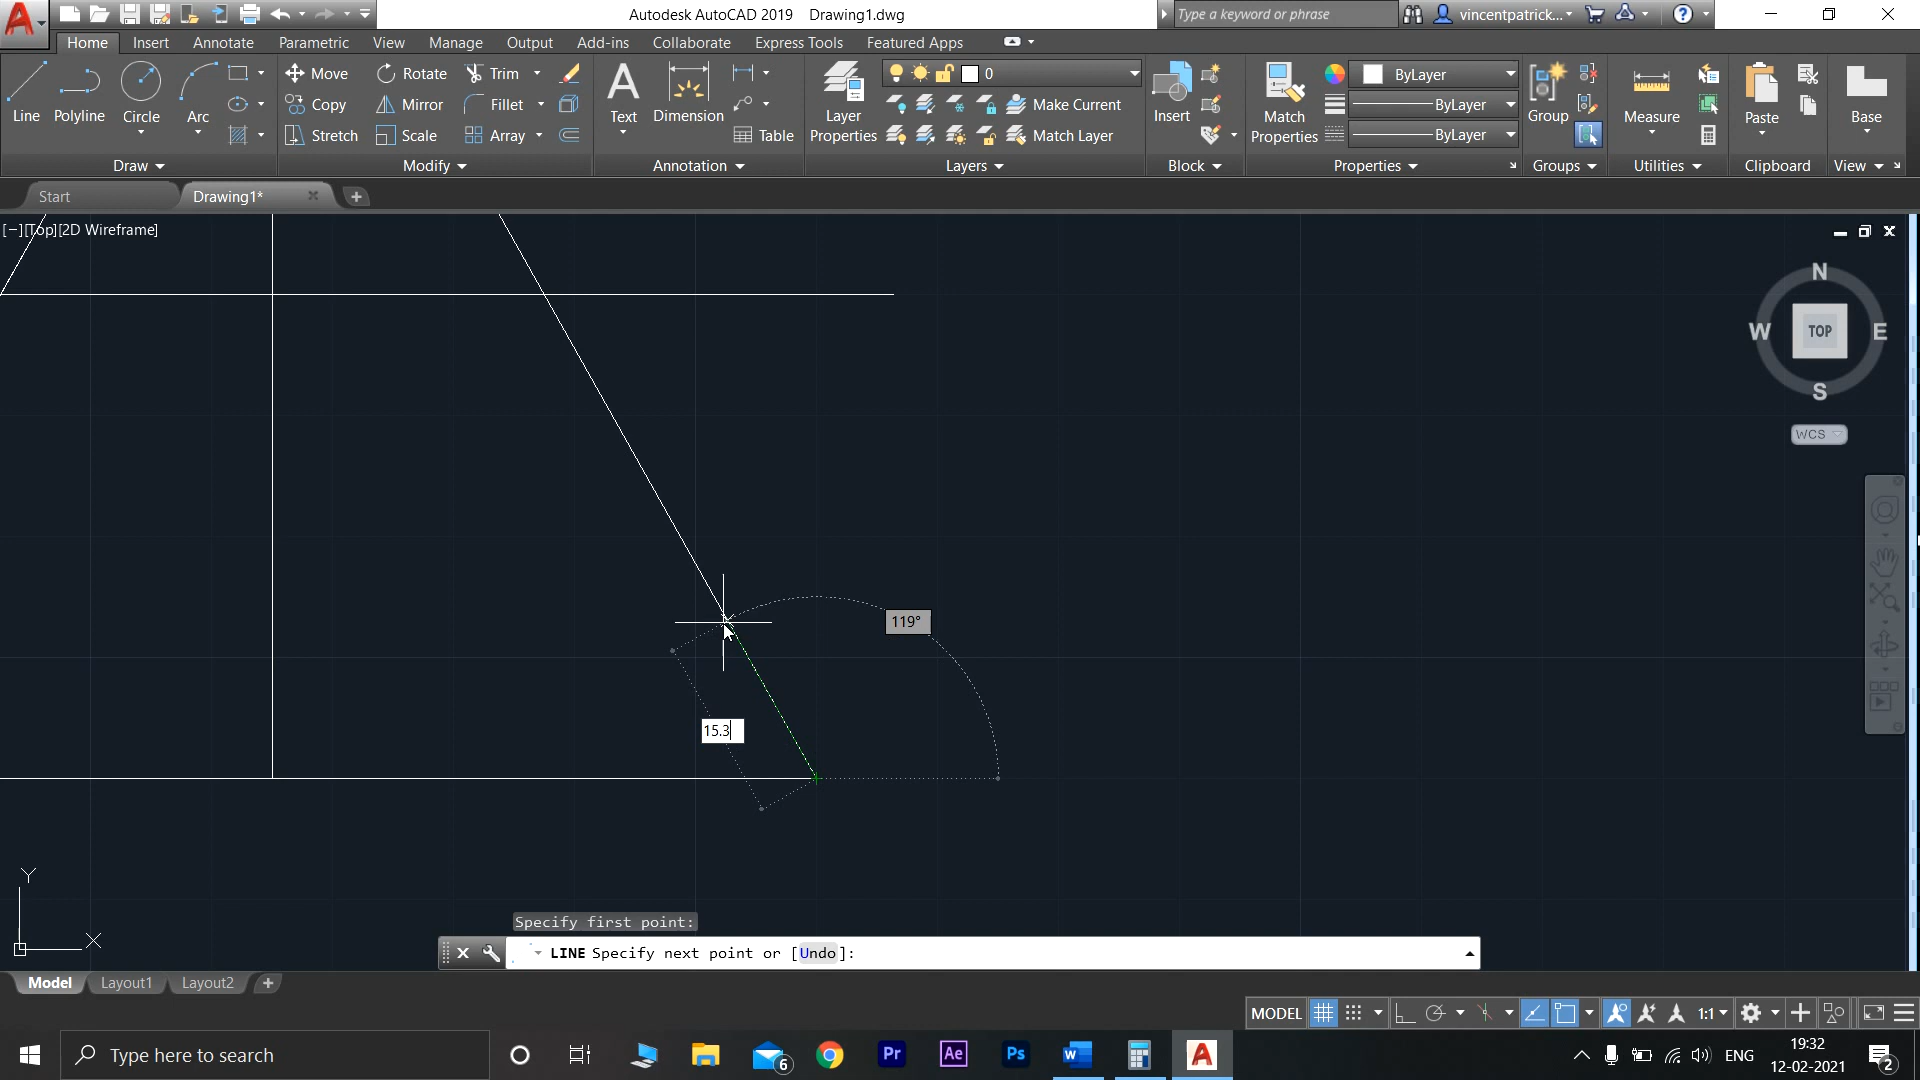 Autodesk AutoCAD 2019 Drawing1.dwg
Type a keyword or phrase
vincentpatrick...
Home Insert Annotate Parametric View Manage Output Add-ins Collaborate Express Tools Featured Apps
Line Polyline Circle Arc
Move Rotate Trim
Copy Mirror Fillet
Stretch Scale Array
Text Dimension Table
Layer Properties
0
Make Current
Match Layer
Insert
Match Properties
ByLayer
ByLayer
ByLayer
Group
Measure
Paste
Base
Draw Modify Annotation Layers Block Properties Groups Utilities Clipboard View
Start Drawing1*
[−][Top][2D Wireframe]
N
W TOP E
S
WCS
119°
15.3
Y
X
Specify first point:
LINE Specify next point or [Undo]:
Model Layout1 Layout2
MODEL 1:1
Type here to search
6
Pr Ae Ps
ENG
19:32
12-02-2021
2